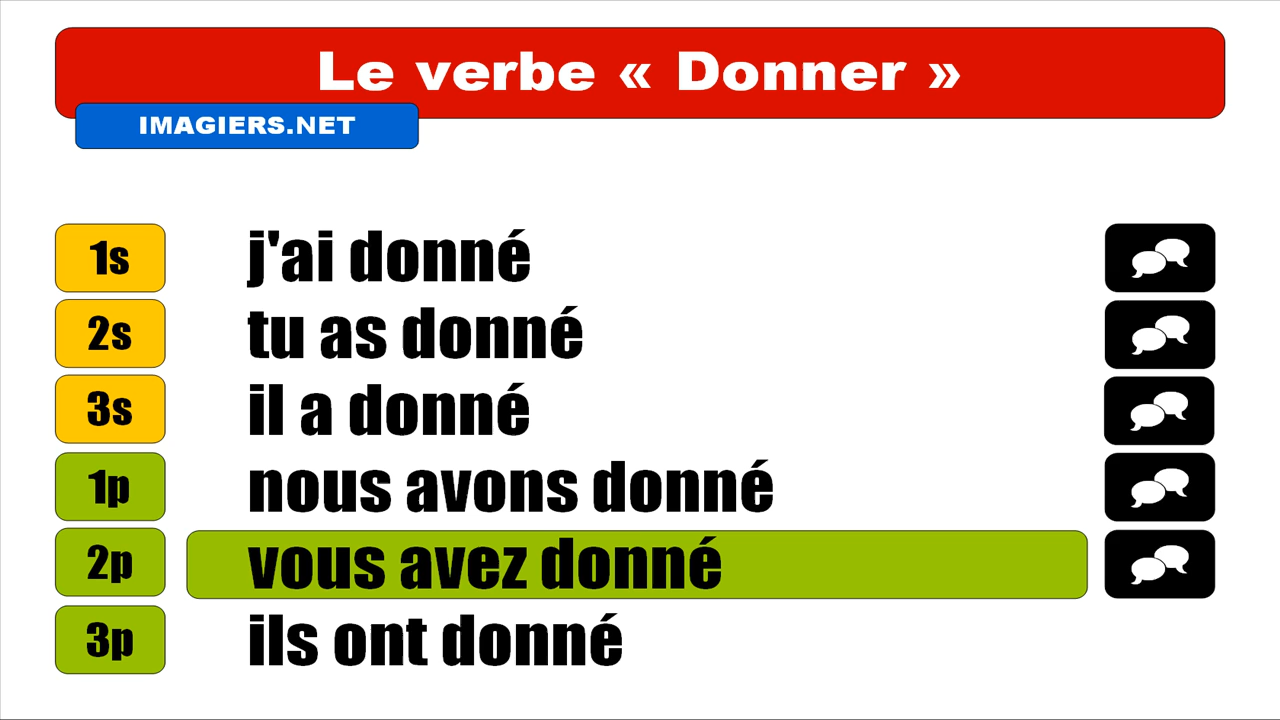 Le verbe « Donner »
IMAGIERS.NET
1s j'ai donné
2s tu as donné
3s il a donné
1p nous avons donné
2p vous avez donné
3p ils ont donné